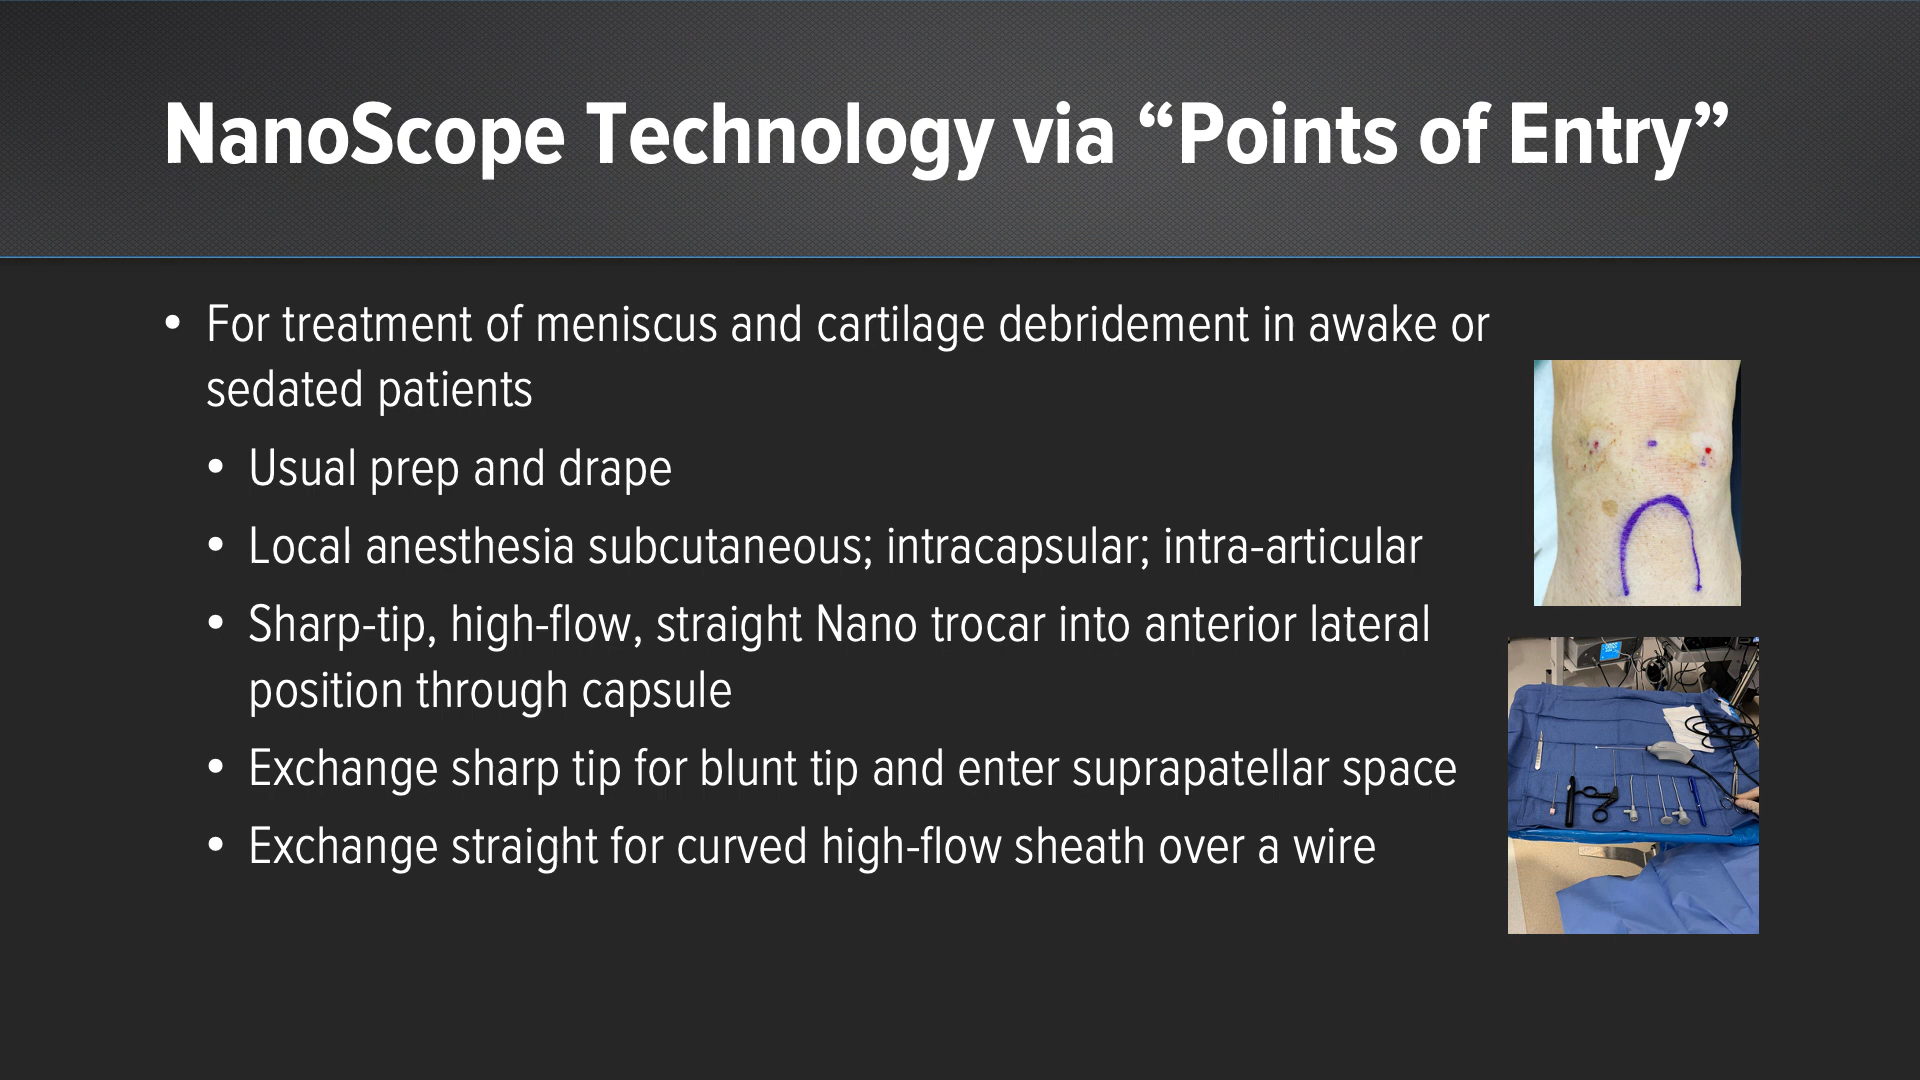 NanoScope Technology via “Points of Entry”
• For treatment of meniscus and cartilage debridement in awake or
sedated patients
• Usual prep and drape
• Local anesthesia subcutaneous; intracapsular; intra-articular
• Sharp-tip, high-flow, straight Nano trocar into anterior lateral
position through capsule
• Exchange sharp tip for blunt tip and enter suprapatellar space
• Exchange straight for curved high-flow sheath over a wire